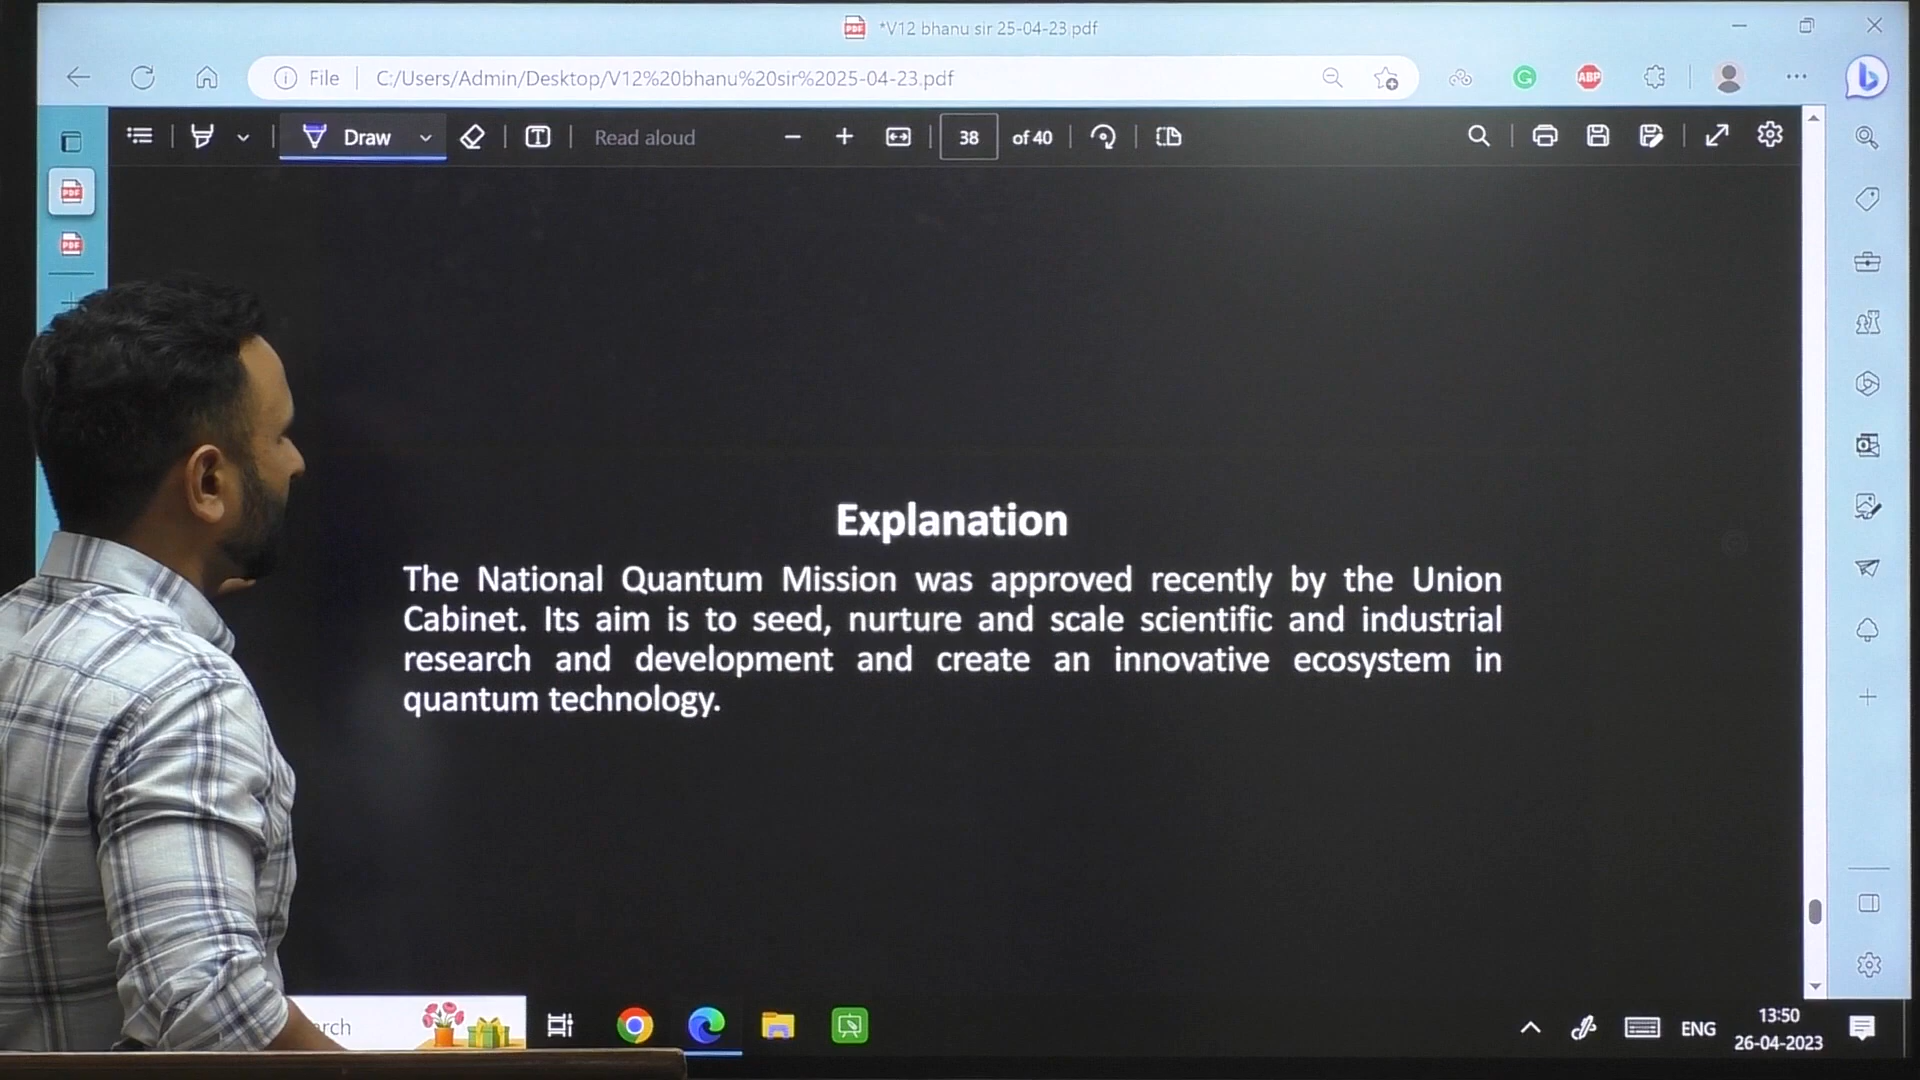 *V12 bhanu sir 25-04-23.pdf
File C:/Users/Admin/Desktop/V12%20bhanu%20sir%2025-04-23.pdf
ABP
Draw Read aloud 38 of 40
PDF
PDF
Explanation
The National Quantum Mission was approved recently by the Union
Cabinet. Its aim is to seed, nurture and scale scientific and industrial
research and development and create an innovative ecosystem in
quantum technology.
ENG
13:50
26-04-2023